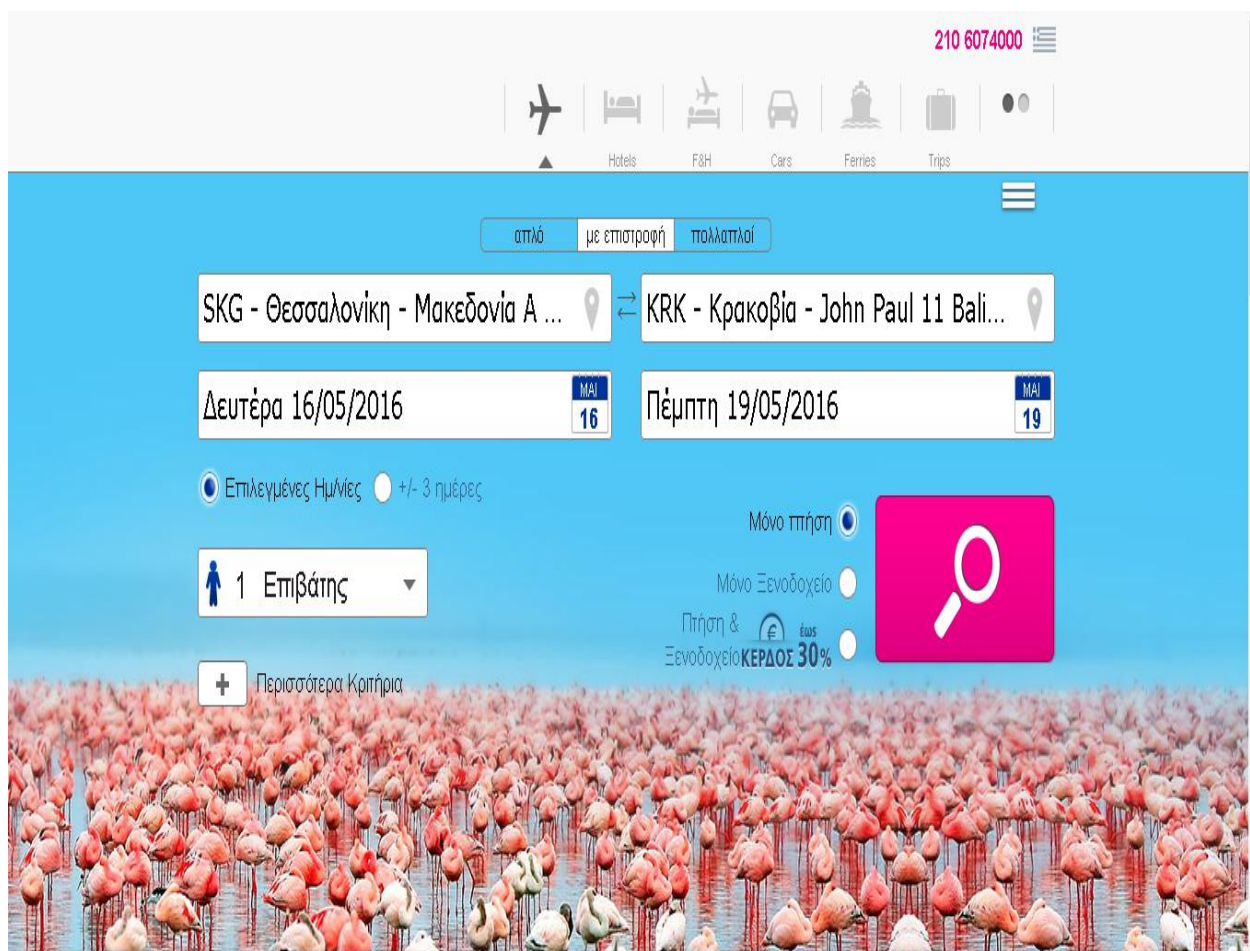 210 6074000
Hotels F&H Cars Ferries Trips
απλό με επιστροφή πολλαπλοί
SKG - Θεσσαλονίκη - Μακεδονία Α ... KRK - Κρακοβία - John Paul 11 Bali...
Δευτέρα 16/05/2016 ΜΑΙ 16 Πέμπτη 19/05/2016 ΜΑΙ 19
Επιλεγμένες Ημ/νίες +/- 3 ημέρες
Μόνο πτήση
1 Επιβάτης
Μόνο Ξενοδοχείο
Πτήση & € έως
Ξενοδοχείο ΚΕΡΔΟΣ 30%
+ Περισσότερα Κριτήρια